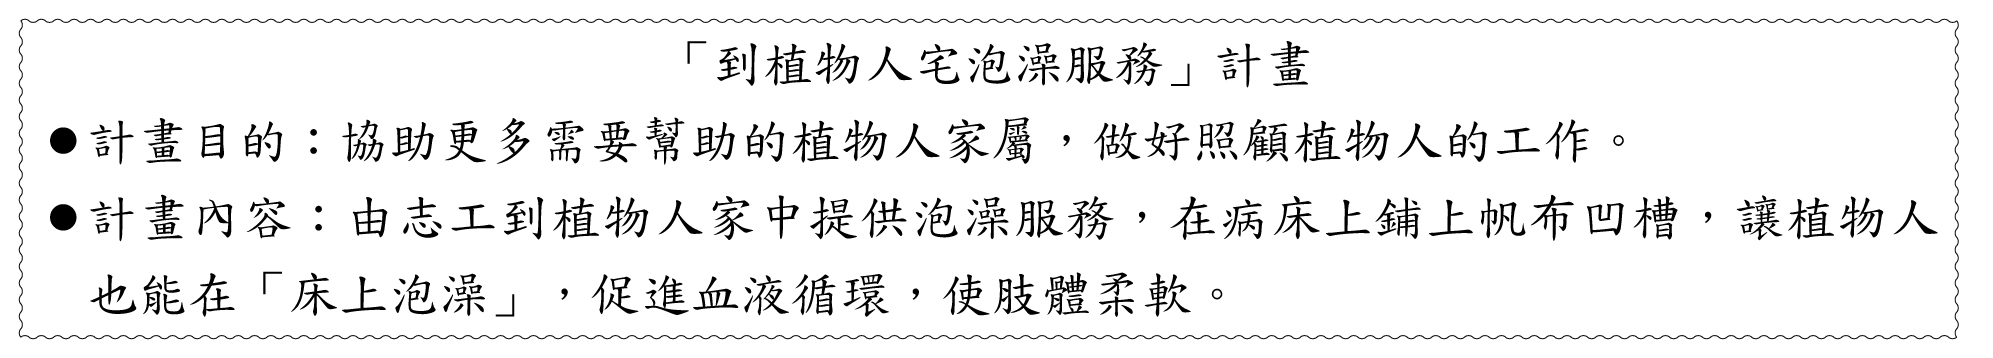 「到植物人宅泡澡服務」計畫
●計畫目的：協助更多需要幫助的植物人家屬，做好照顧植物人的工作。
●計畫內容：由志工到植物人家中提供泡澡服務，在病床上鋪上帆布凹槽，讓植物人
也能在「床上泡澡」，促進血液循環，使肢體柔軟。